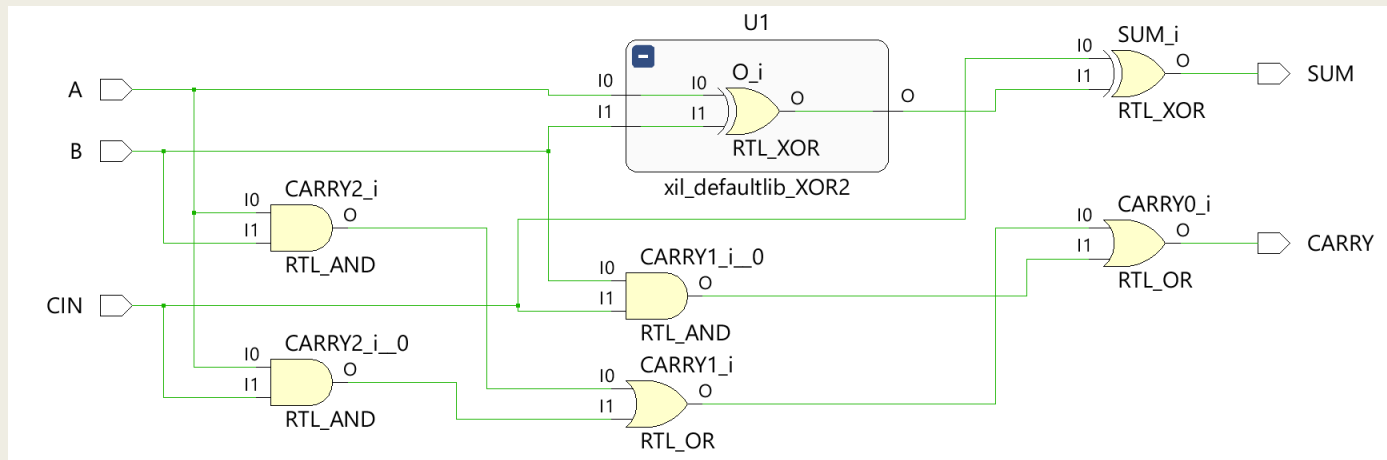 U1
SUM_i
I0
O
I1
SUM
RTL_XOR
A
I0
I1
O_i
I0
I1
O
O
RTL_XOR
xil_defaultlib_XOR2
B
CARRY2_i
I0
O
I1
RTL_AND
CARRY0_i
I0
O
I1
CARRY
RTL_OR
CARRY1_i__0
I0
O
I1
RTL_AND
CIN
CARRY2_i__0
I0
O
I1
RTL_AND
CARRY1_i
I0
O
I1
RTL_OR